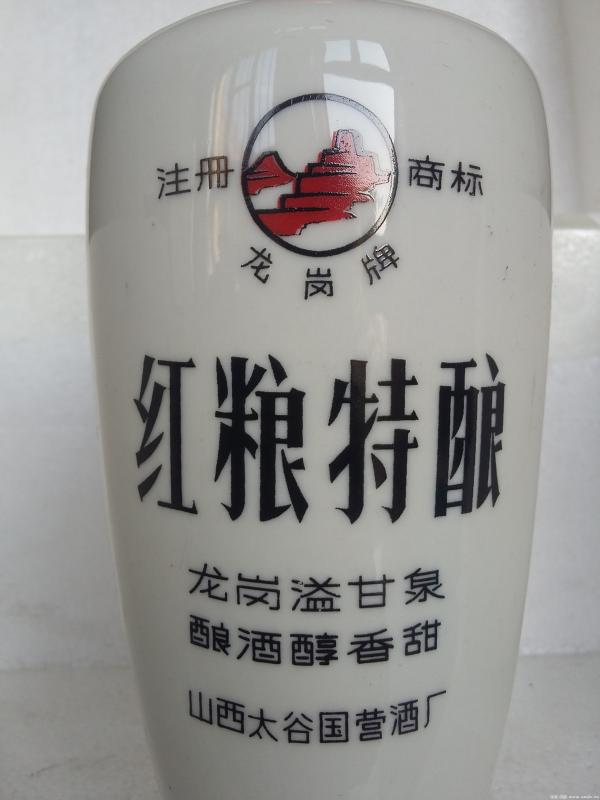 注册 商标
龙岗牌
红粮特酿
龙岗溢甘泉
酿酒醇香甜
山西太谷国营酒厂